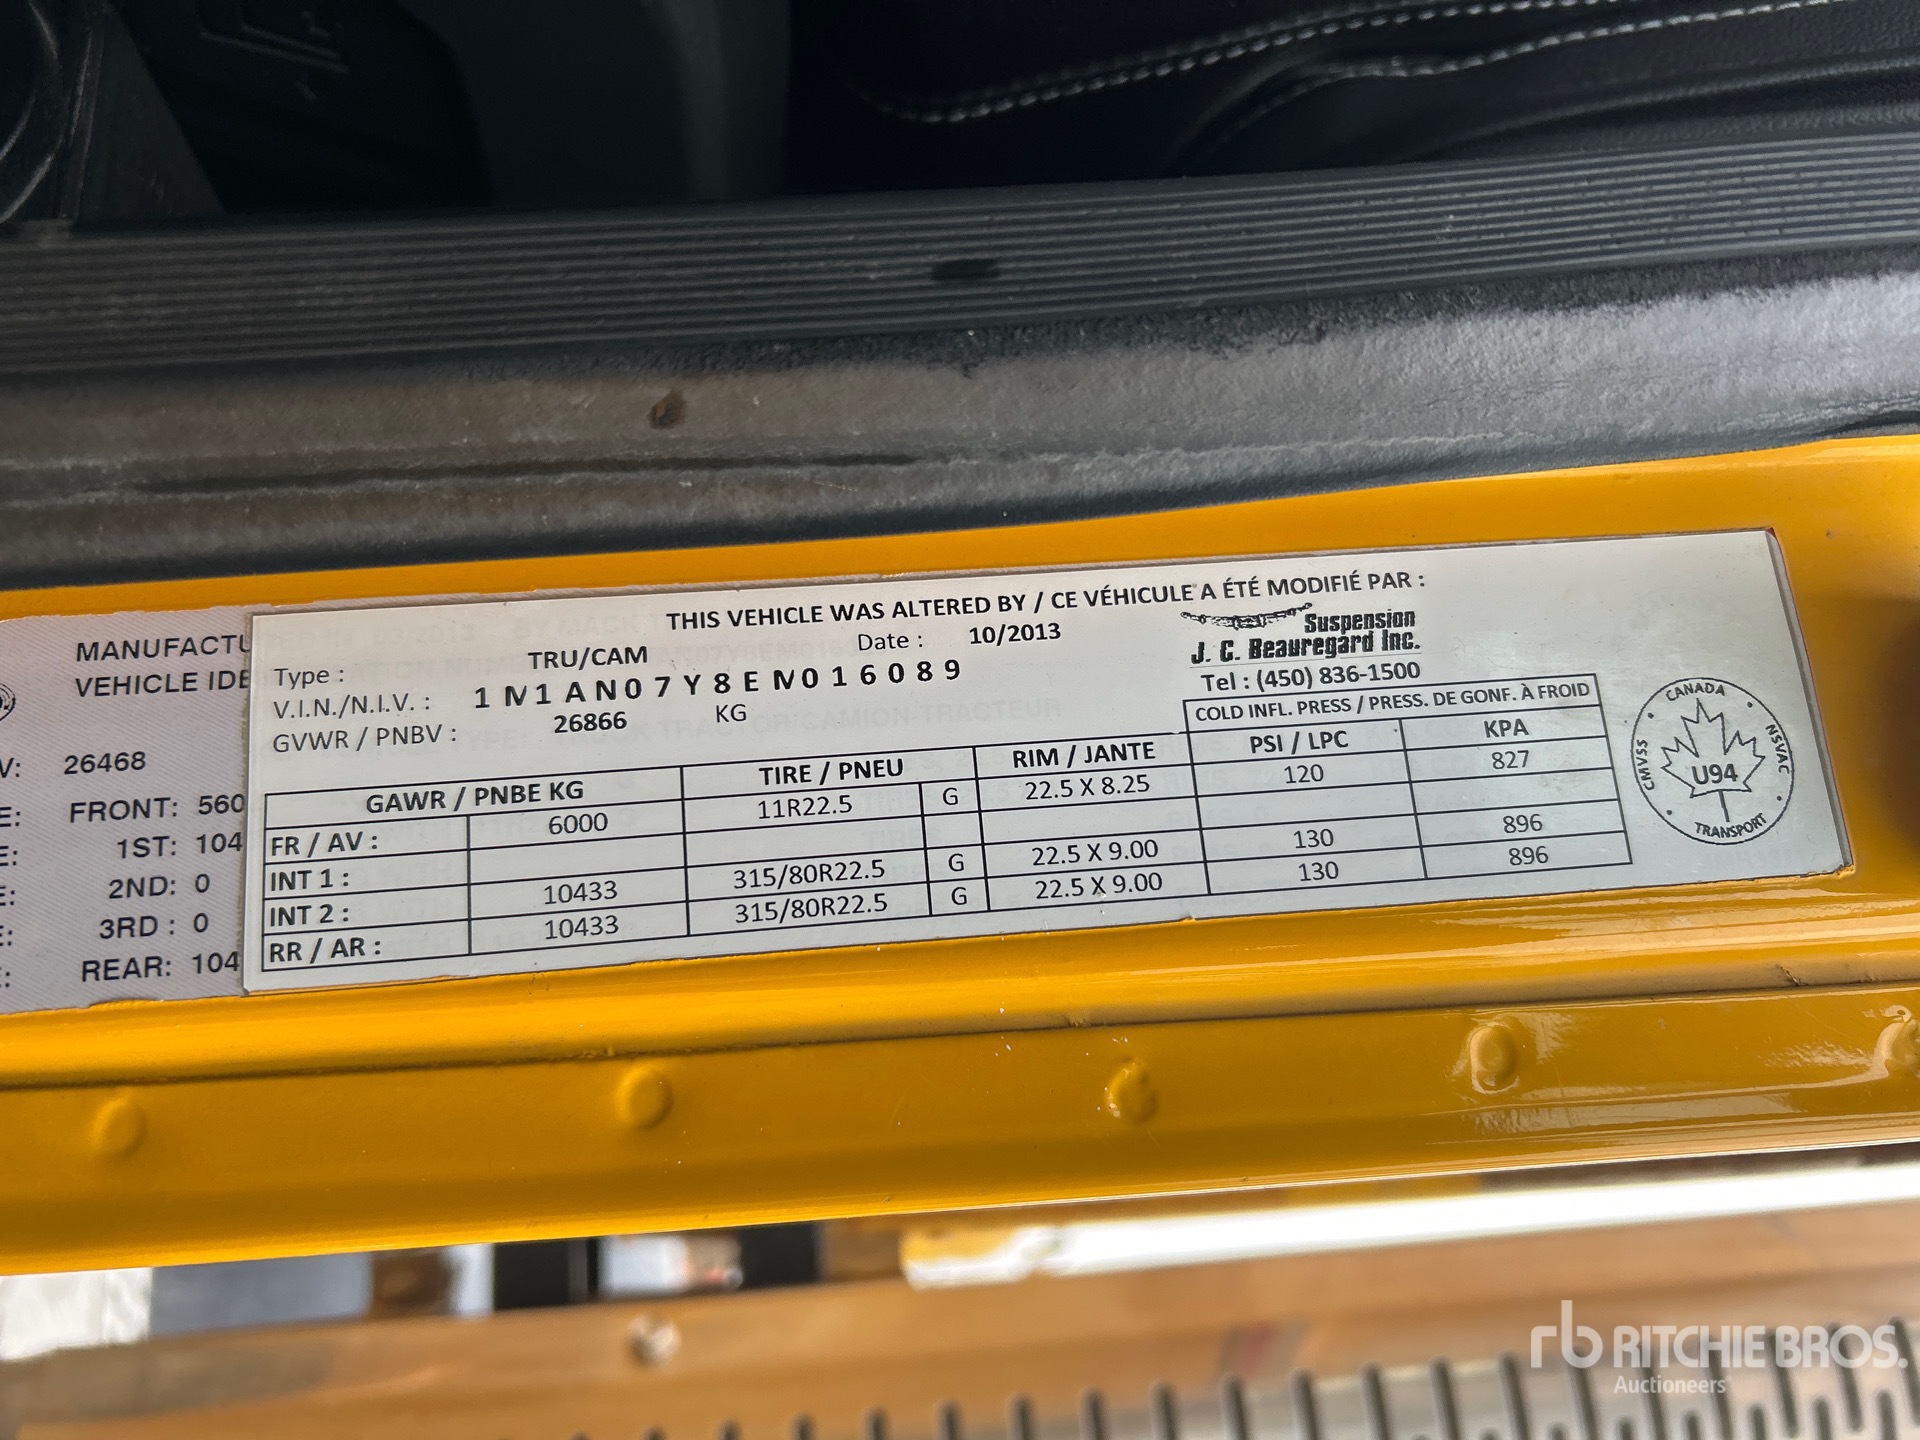 MANUFACTU
VEHICLE IDE
V: 26468
E: FRONT: 560
E: 1ST: 104
E: 2ND: 0
E: 3RD : 0
E: REAR: 104
THIS VEHICLE WAS ALTERED BY / CE VÉHICULE A ÉTÉ MODIFIÉ PAR :
Type : TRU/CAM Date : 10/2013
V.I.N./N.I.V. : 1M1AN07Y8EM016089
GVWR / PNBV : 26866 KG
Suspension
J. C. Beauregard Inc.
Tel : (450) 836-1500
COLD INFL. PRESS / PRESS. DE GONF. À FROID
GAWR / PNBE KG TIRE / PNEU RIM / JANTE PSI / LPC KPA
FR / AV : 6000 11R22.5 G 22.5 X 8.25 120 827
INT 1 :
INT 2 : 10433 315/80R22.5 G 22.5 X 9.00 130 896
RR / AR : 10433 315/80R22.5 G 22.5 X 9.00 130 896
CANADA
CMVSS
NSVAC
U94
TRANSPORT
rb RITCHIE BROS.
Auctioneers